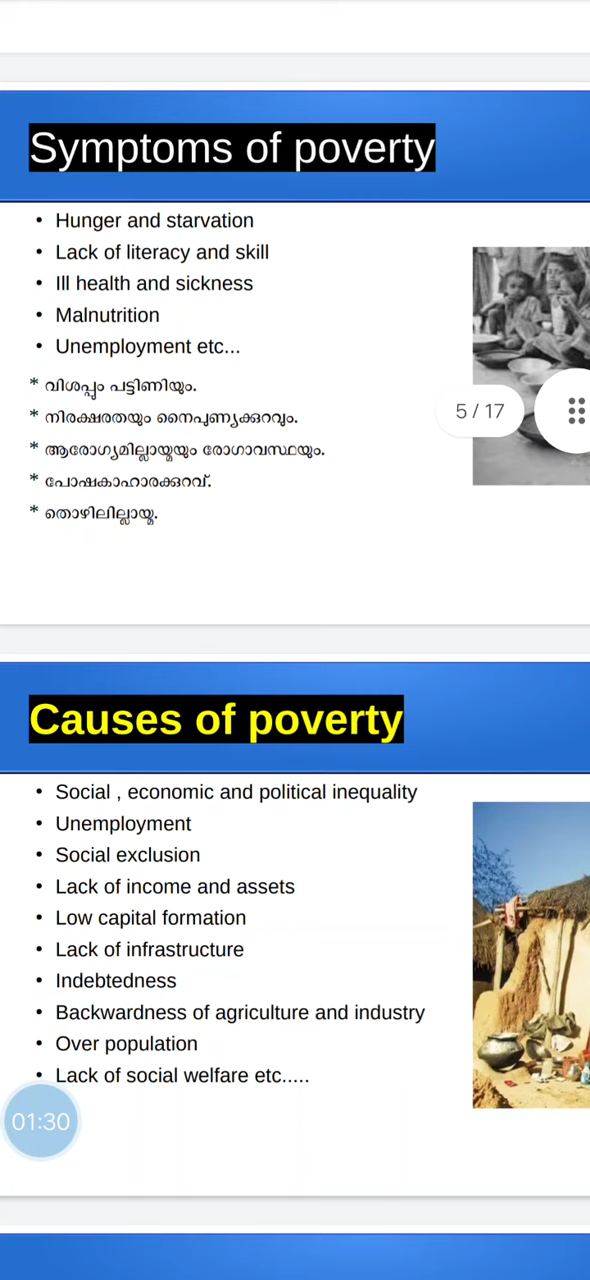 Symptoms of poverty
• Hunger and starvation
• Lack of literacy and skill
• Ill health and sickness
• Malnutrition
• Unemployment etc...
* വിശപ്പും പട്ടിണിയും.
5 / 17
* നിരക്ഷരതയും നൈപുണ്യക്കുറവും.
* ആരോഗ്യമില്ലായ്മയും രോഗാവസ്ഥയും.
* പോഷകാഹാരക്കുറവ്.
* തൊഴിലില്ലായ്മ.
Causes of poverty
• Social , economic and political inequality
• Unemployment
• Social exclusion
• Lack of income and assets
• Low capital formation
• Lack of infrastructure
• Indebtedness
• Backwardness of agriculture and industry
• Over population
• Lack of social welfare etc.....
01:30